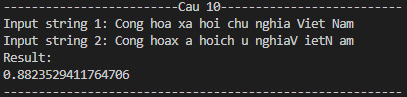 ---------------------------Cau 10---------------------------
Input string 1: Cong hoa xa hoi chu nghia Viet Nam
Input string 2: Cong hoax a hoich u nghiaV ietN am
Result:
0.8823529411764706
------------------------------------------------------------